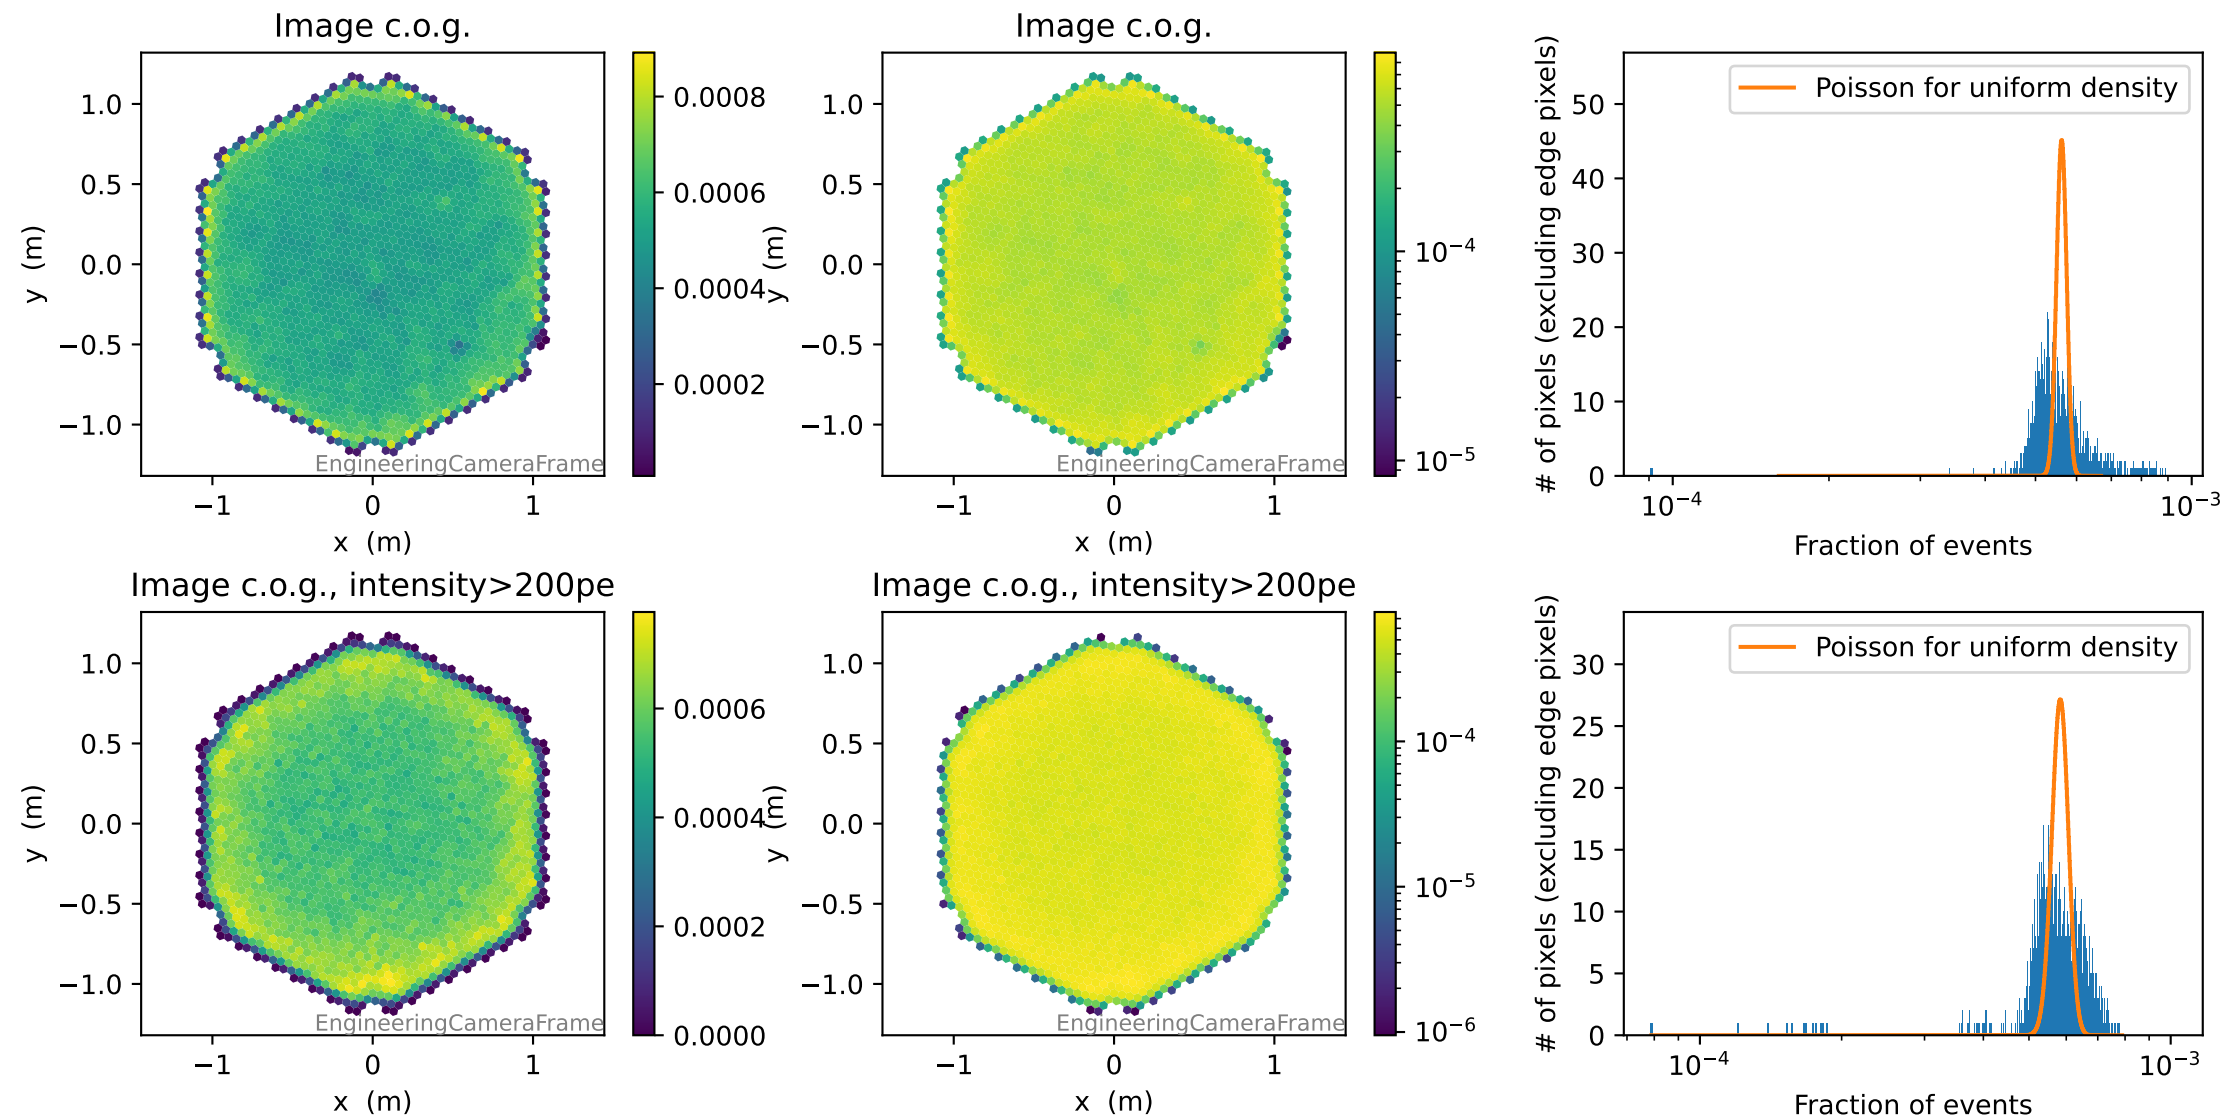 Image c.o.g.
y (m)
1.0
0.5
0.0
−0.5
−1.0
EngineeringCameraFrame
−1 0 1
x (m)
0.0008
0.0006
0.0004
0.0002
Image c.o.g.
y (m)
1.0
0.5
0.0
−0.5
−1.0
EngineeringCameraFrame
−1 0 1
x (m)
10⁻⁴
10⁻⁵
# of pixels (excluding edge pixels)
50
40
30
20
10
0
Poisson for uniform density
10⁻⁴ 10⁻³
Fraction of events
Image c.o.g., intensity>200pe
y (m)
1.0
0.5
0.0
−0.5
−1.0
EngineeringCameraFrame
−1 0 1
x (m)
0.0006
0.0004
0.0002
0.0000
Image c.o.g., intensity>200pe
y (m)
1.0
0.5
0.0
−0.5
−1.0
EngineeringCameraFrame
−1 0 1
x (m)
10⁻⁴
10⁻⁵
10⁻⁶
# of pixels (excluding edge pixels)
30
25
20
15
10
5
0
Poisson for uniform density
10⁻⁴ 10⁻³
Fraction of events